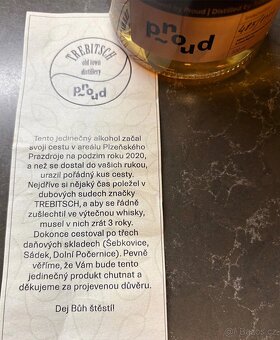 TREBITSCH
old town
distillery
proud
Tento jedinečný alkohol začal
svoji cestu v areálu Plzeňského
Prazdroje na podzim roku 2020,
a než se dostal do vašich rukou,
urazil pořádný kus cesty.
Nejdříve si nějaký čas poležel v
dubových sudech značky
TREBITSCH, a aby se řádně
zušlechtil ve výtečnou whisky,
musel v nich zrát 3 roky.
Dokonce cestoval po třech
daňových skladech (Šebkovice,
Sádek, Dolní Počernice). Pevně
věříme, že Vám bude tento
jedinečný produkt chutnat a
děkujeme za projevenou důvěru.
Dej Bůh štěstí!
by Proud | Distilled by
proud